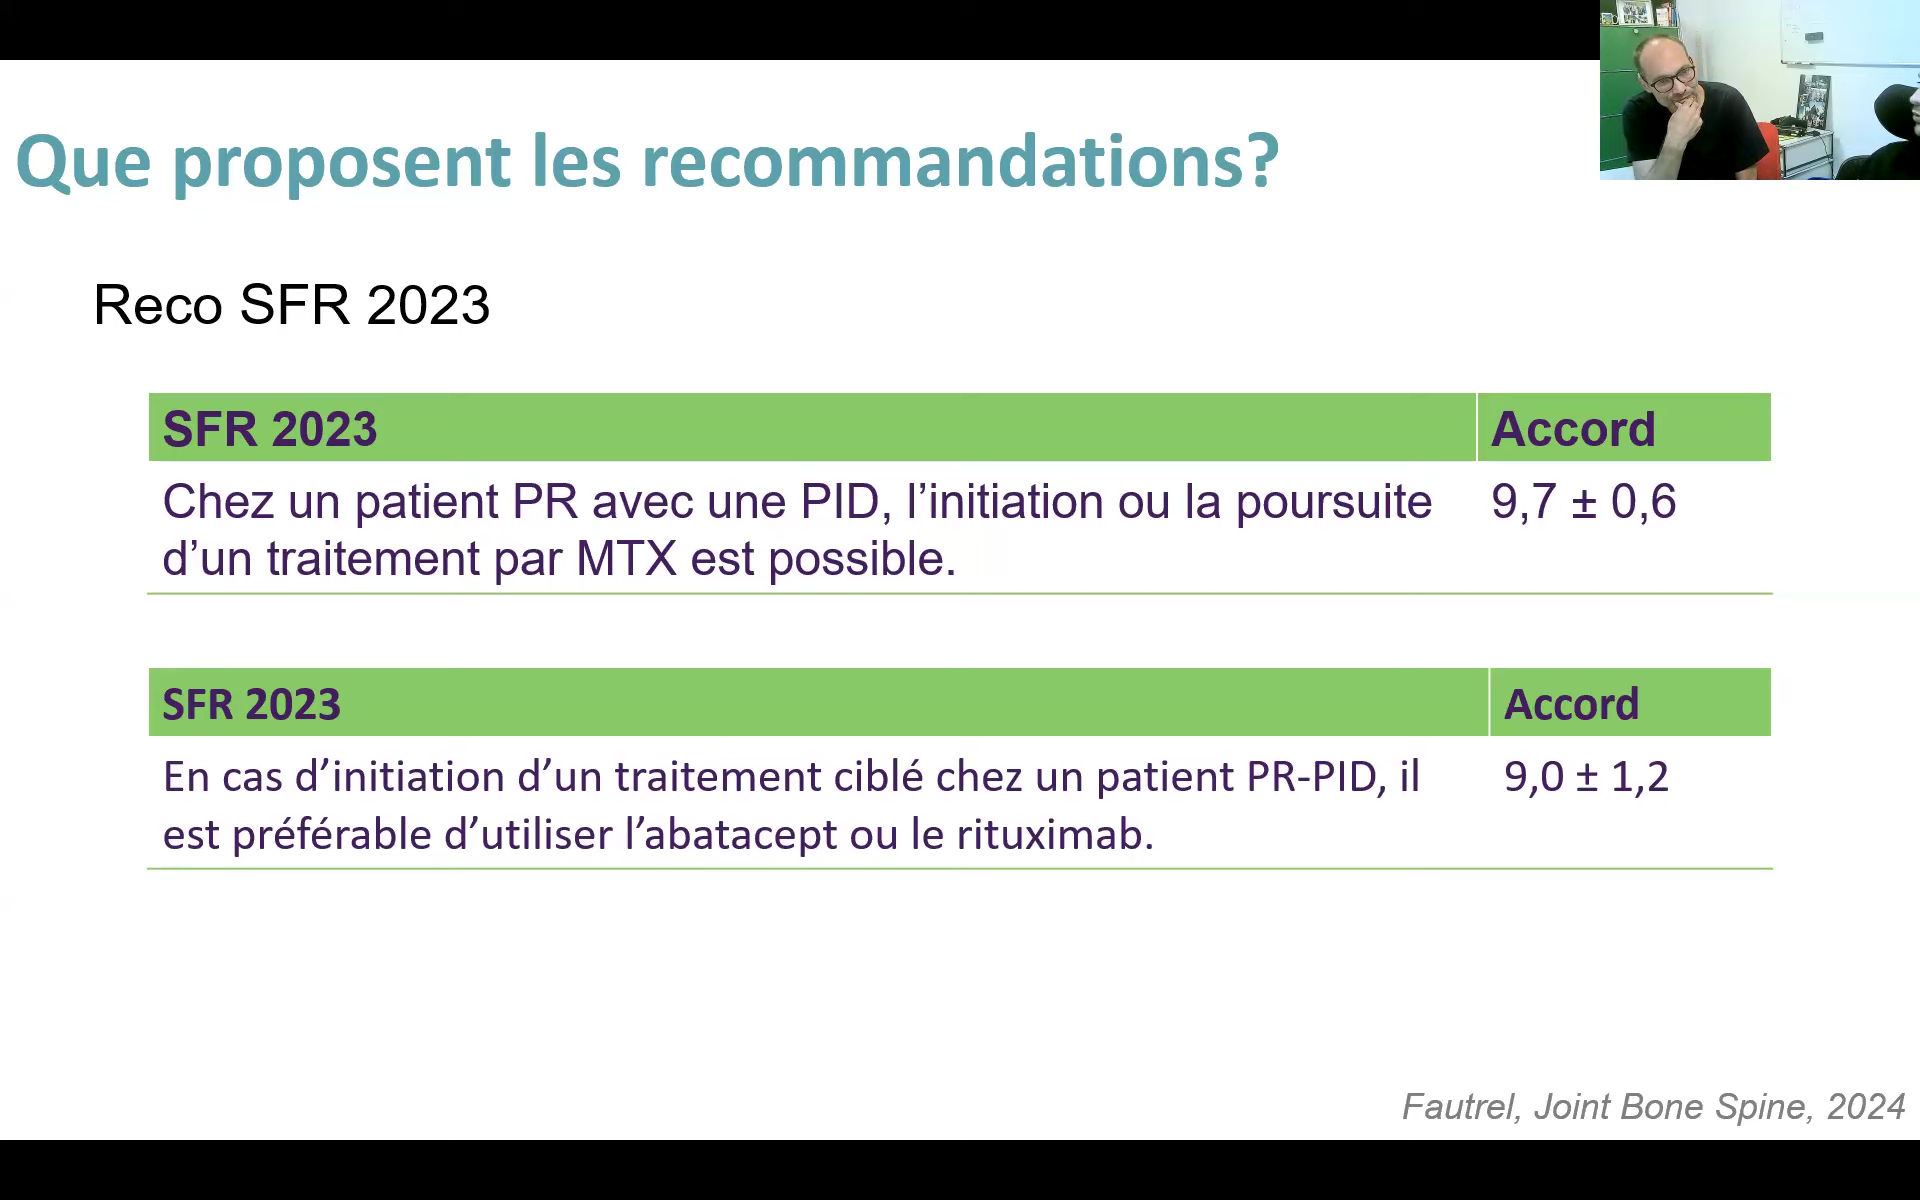 Que proposent les recommandations?
Reco SFR 2023
SFR 2023 Accord
Chez un patient PR avec une PID, l’initiation ou la poursuite 9,7 ± 0,6
d’un traitement par MTX est possible.
SFR 2023 Accord
En cas d’initiation d’un traitement ciblé chez un patient PR-PID, il 9,0 ± 1,2
est préférable d’utiliser l’abatacept ou le rituximab.
Fautrel, Joint Bone Spine, 2024